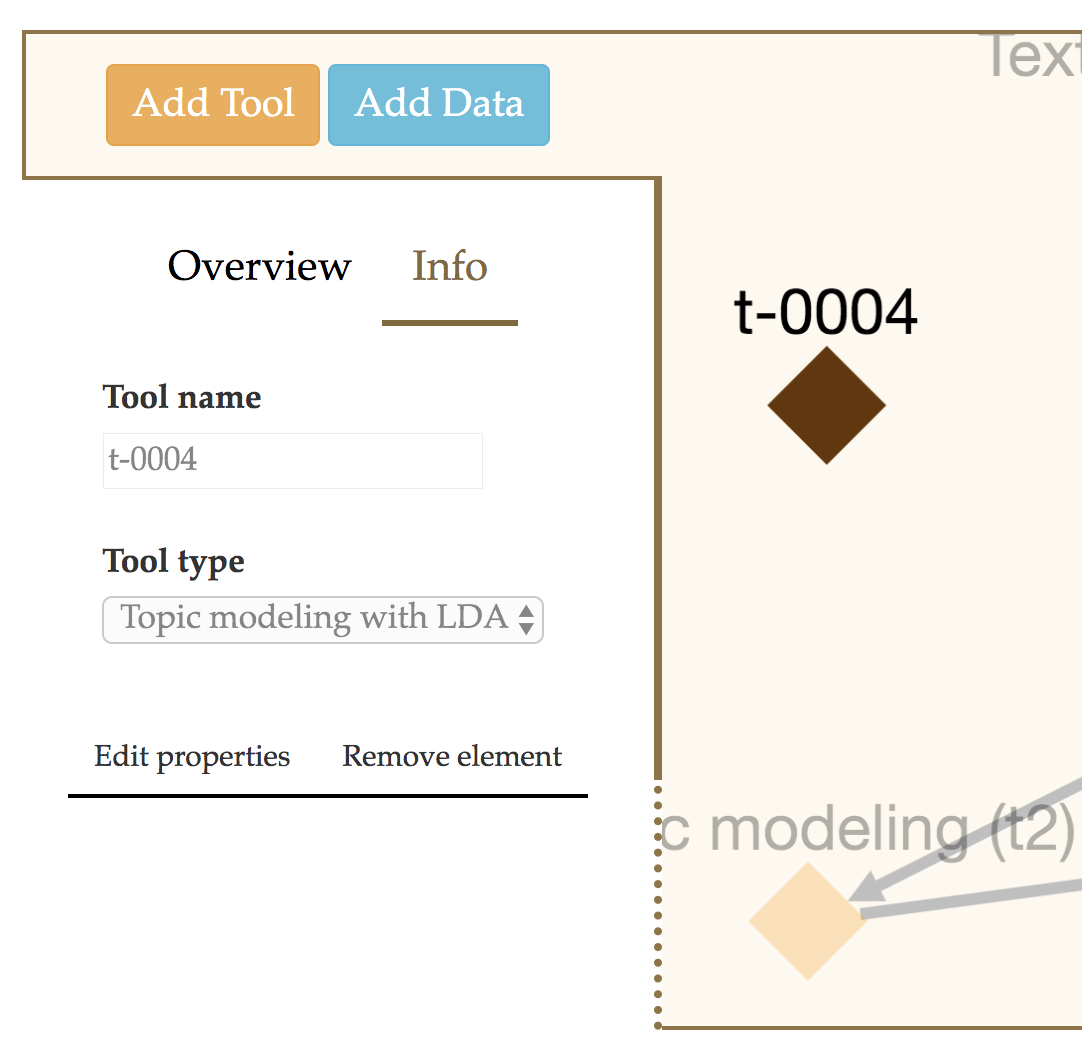 Add Tool Add Data
Overview Info
Tool name
t-0004
Tool type
Topic modeling with LDA
Edit properties Remove element
Text
t-0004
c modeling (t2)